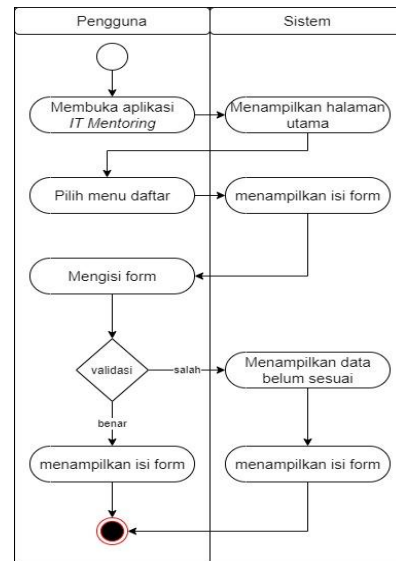 Pengguna
Sistem
Membuka aplikasi
IT Mentoring
Menampilkan halaman
utama
Pilih menu daftar
menampilkan isi form
Mengisi form
validasi
salah
Menampilkan data
belum sesuai
benar
menampilkan isi form
menampilkan isi form